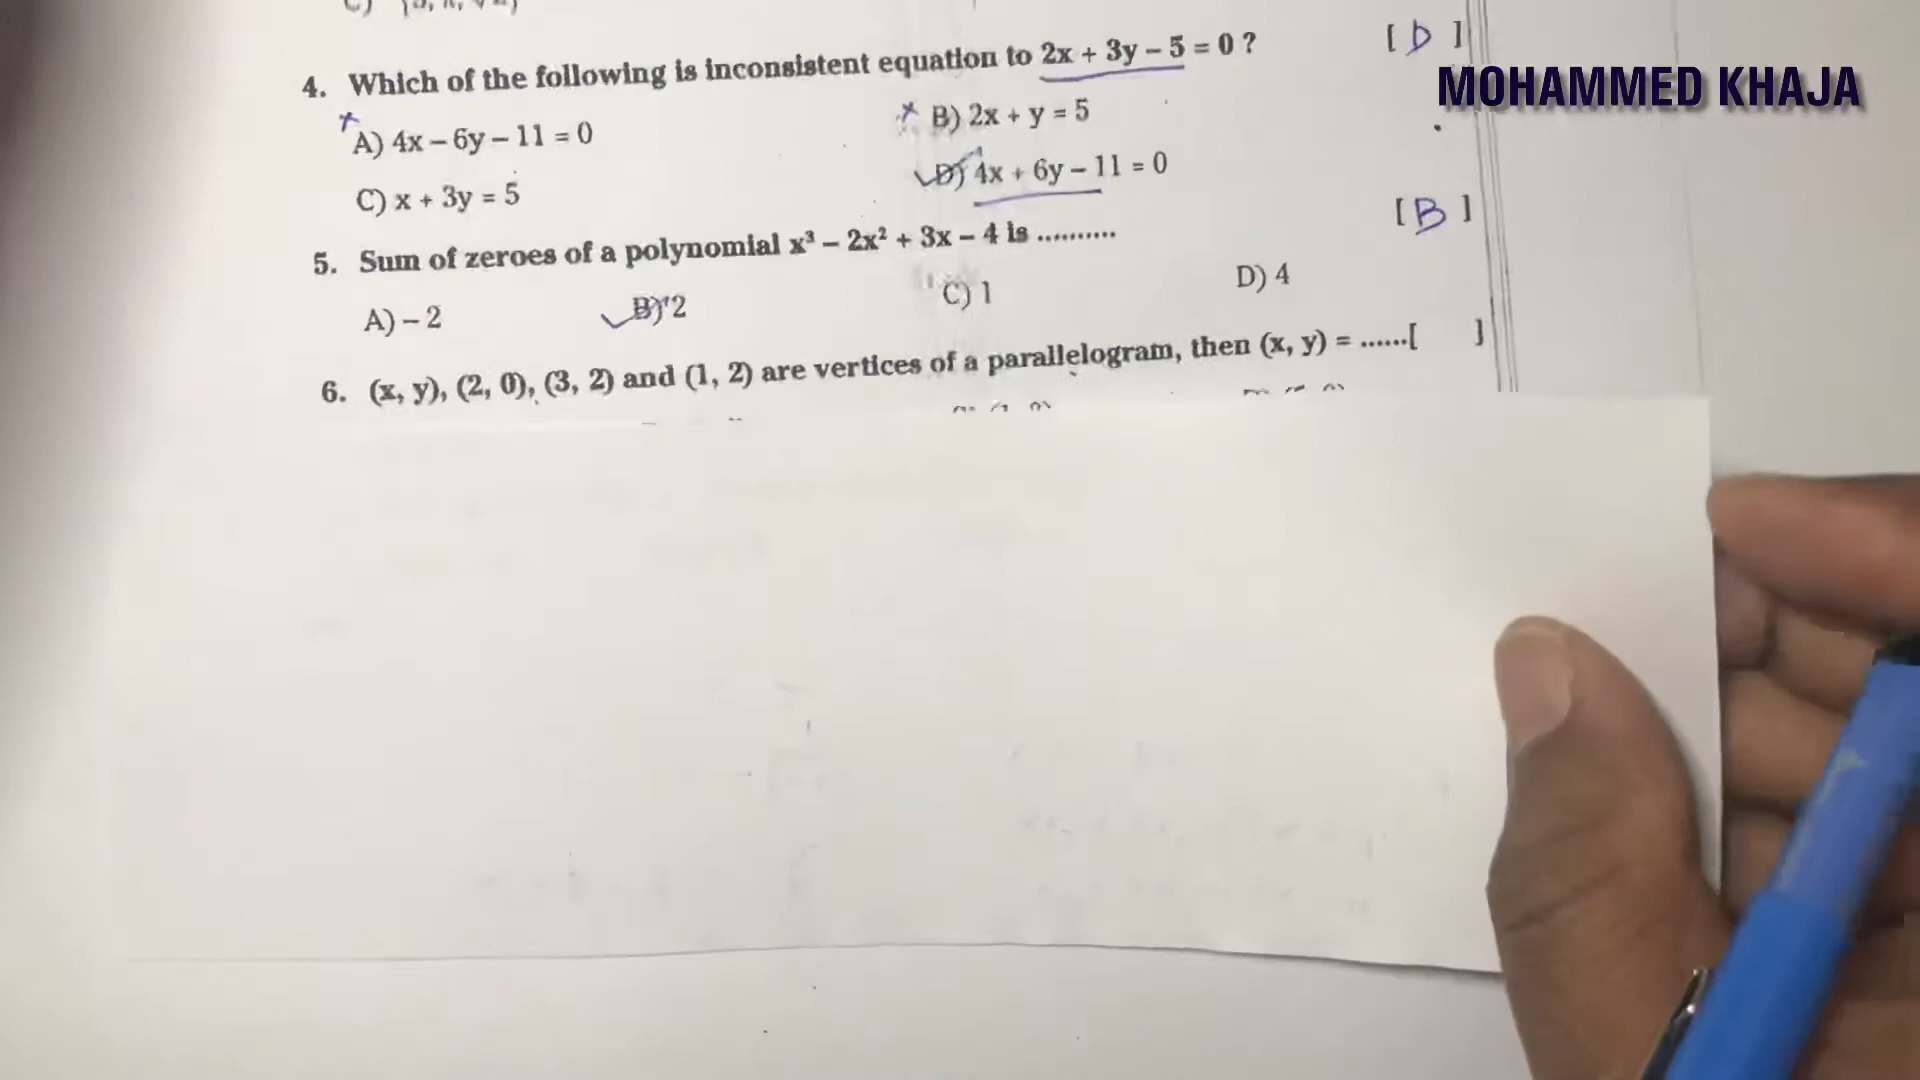 4. Which of the following is inconsistent equation to 2x + 3y – 5 = 0 ? [ D ]
MOHAMMED KHAJA
A) 4x – 6y – 11 = 0 B) 2x + y = 5
C) x + 3y = 5 D) 4x + 6y – 11 = 0
5. Sum of zeroes of a polynomial x³ – 2x² + 3x – 4 is .......... [ B ]
A) – 2 B) 2 C) 1 D) 4
6. (x, y), (2, 0), (3, 2) and (1, 2) are vertices of a parallelogram, then (x, y) = ......[ ]